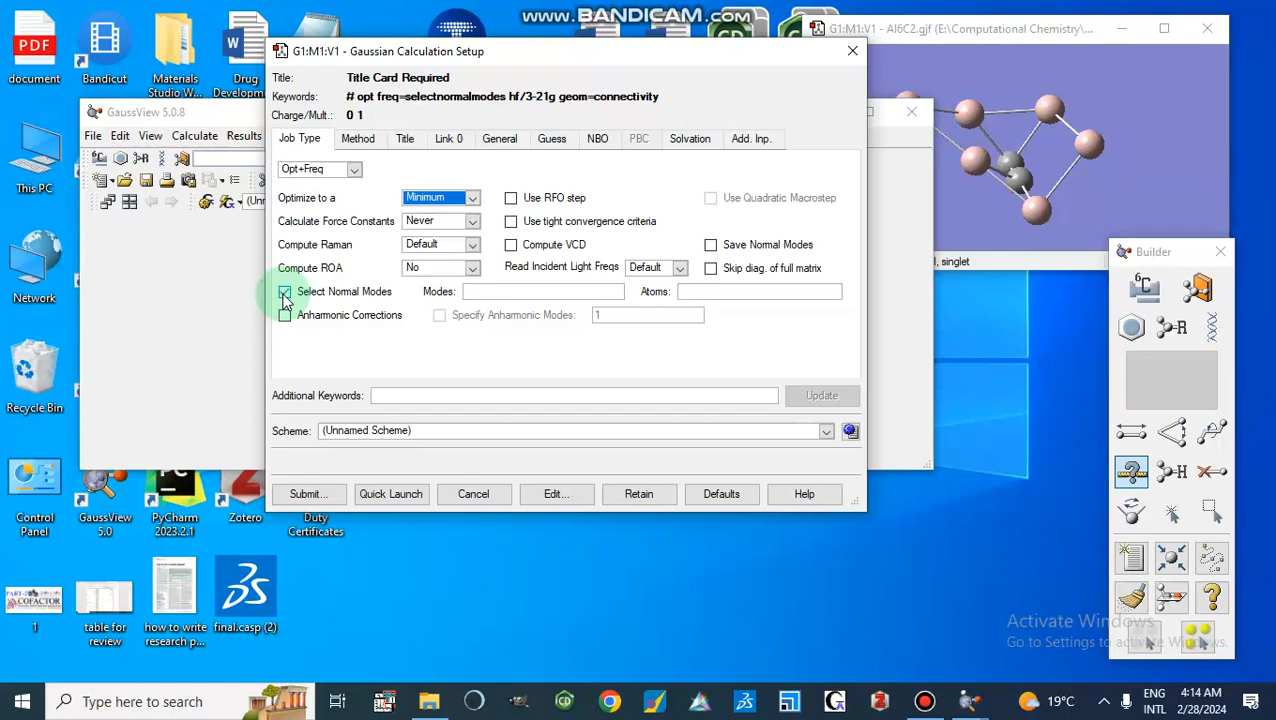 www.BANDICAM.com
document
Bandicut
Materials
Studio W...
Drug
Developm...
This PC
Network
Recycle Bin
Control
Panel
GaussView
5.0
PyCharm
2023.2.1
Zotero
Duty
Certificates
PART-2
COFACTOR
1
table for
review
how to write
research p...
final.casp (2)
GaussView 5.0.8
File Edit View Calculate Results
G1:M1:V1 - Gaussian Calculation Setup
Title: Title Card Required
Keywords: # opt freq=selectnormalmodes hf/3-21g geom=connectivity
Charge/Mult.: 0 1
Job Type Method Title Link 0 General Guess NBO PBC Solvation Add. Inp.
Opt+Freq
Optimize to a Minimum Use RFO step Use Quadratic Macrostep
Calculate Force Constants Never Use tight convergence criteria
Compute Raman Default Compute VCD Save Normal Modes
Compute ROA No Read Incident Light Freqs Default Skip diag. of full matrix
Select Normal Modes Modes: Atoms:
Anharmonic Corrections Specify Anharmonic Modes: 1
Additional Keywords: Update
Scheme: (Unnamed Scheme)
Submit... Quick Launch Cancel Edit... Retain Defaults Help
G1:M1:V1 - Al6C2.gjf (E:\Computational Chemistry\...
, singlet
Builder
6C
R
H
Activate Windows
Go to Settings to activate Windows.
Type here to search
19°C
ENG
INTL
4:14 AM
2/28/2024